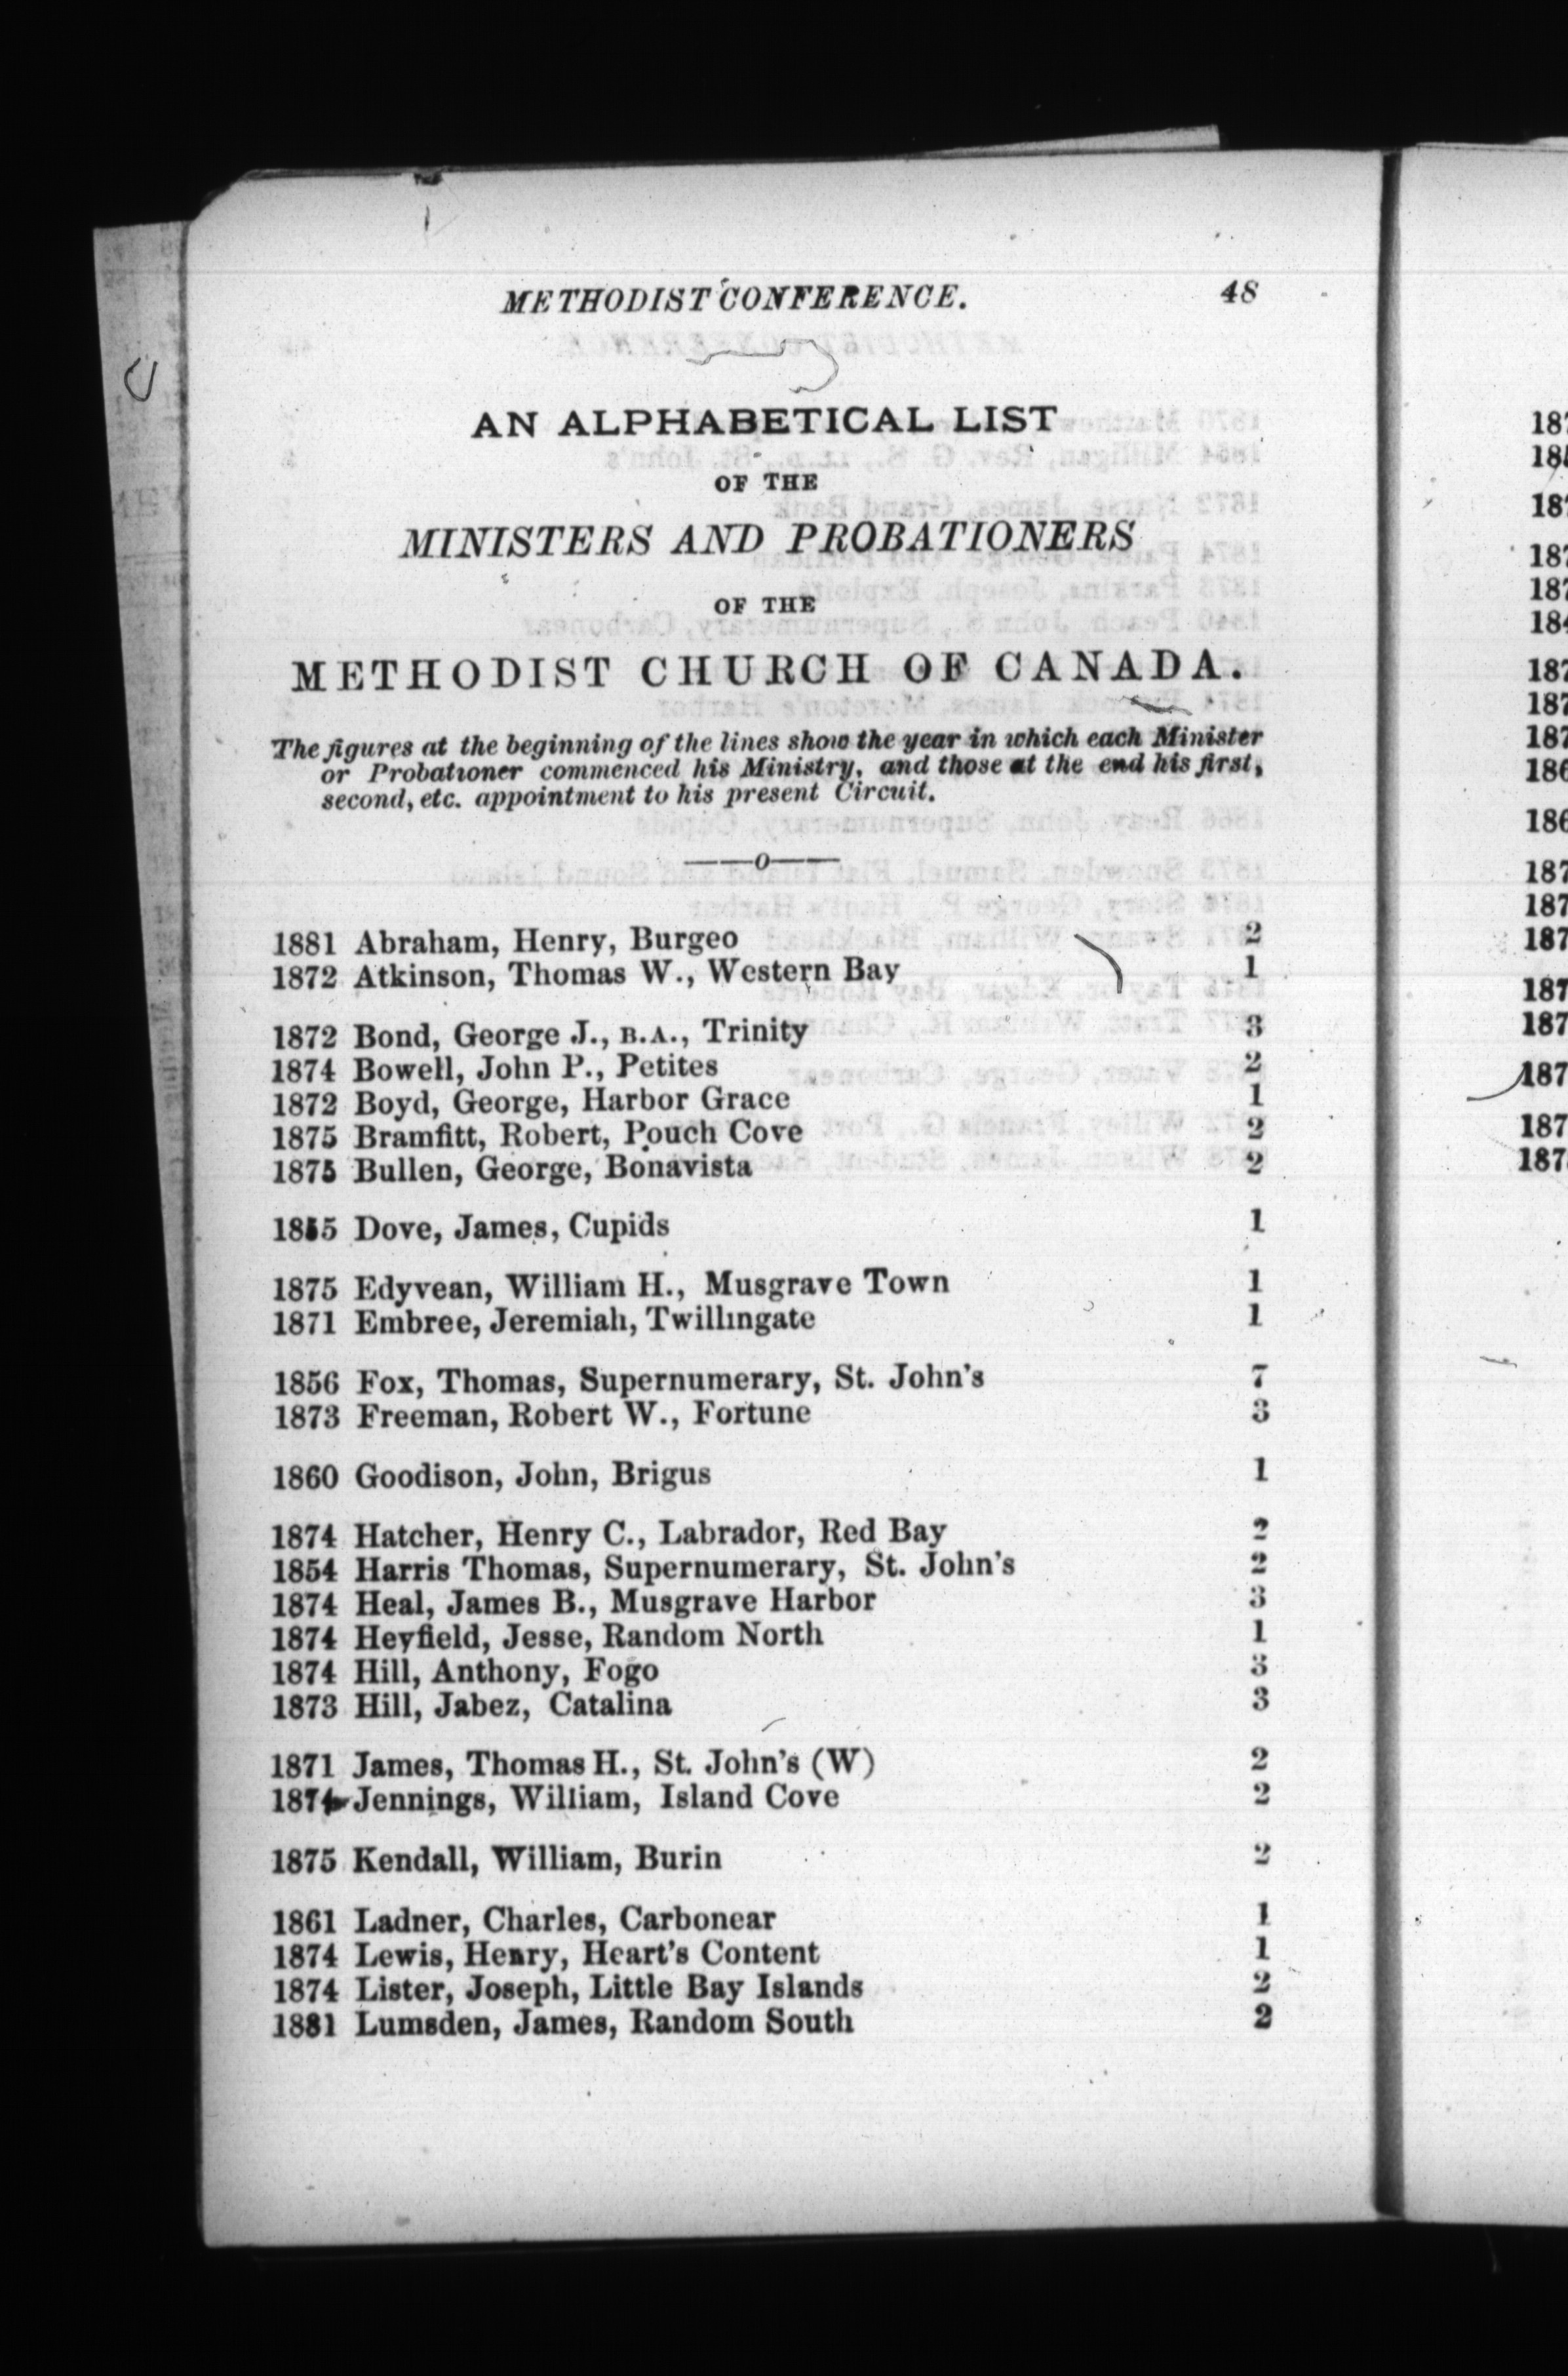 METHODIST CONFERENCE. 48
AN ALPHABETICAL LIST
OF THE
MINISTERS AND PROBATIONERS
OF THE
METHODIST CHURCH OF CANADA.
The figures at the beginning of the lines show the year in which each Minister
or Probationer commenced his Ministry, and those at the end his first,
second, etc. appointment to his present Circuit.
——o——
1881 Abraham, Henry, Burgeo 2
1872 Atkinson, Thomas W., Western Bay 1
1872 Bond, George J., B.A., Trinity 3
1874 Bowell, John P., Petites 2
1872 Boyd, George, Harbor Grace 1
1875 Bramfitt, Robert, Pouch Cove 2
1875 Bullen, George, Bonavista 2
1855 Dove, James, Cupids 1
1875 Edyvean, William H., Musgrave Town 1
1871 Embree, Jeremiah, Twillingate 1
1856 Fox, Thomas, Supernumerary, St. John's 7
1873 Freeman, Robert W., Fortune 3
1860 Goodison, John, Brigus 1
1874 Hatcher, Henry C., Labrador, Red Bay 2
1854 Harris Thomas, Supernumerary, St. John's 2
1874 Heal, James B., Musgrave Harbor 3
1874 Heyfield, Jesse, Random North 1
1874 Hill, Anthony, Fogo 3
1873 Hill, Jabez, Catalina 3
1871 James, Thomas H., St. John's (W) 2
1874 Jennings, William, Island Cove 2
1875 Kendall, William, Burin 2
1861 Ladner, Charles, Carbonear 1
1874 Lewis, Henry, Heart's Content 1
1874 Lister, Joseph, Little Bay Islands 2
1881 Lumsden, James, Random South 2